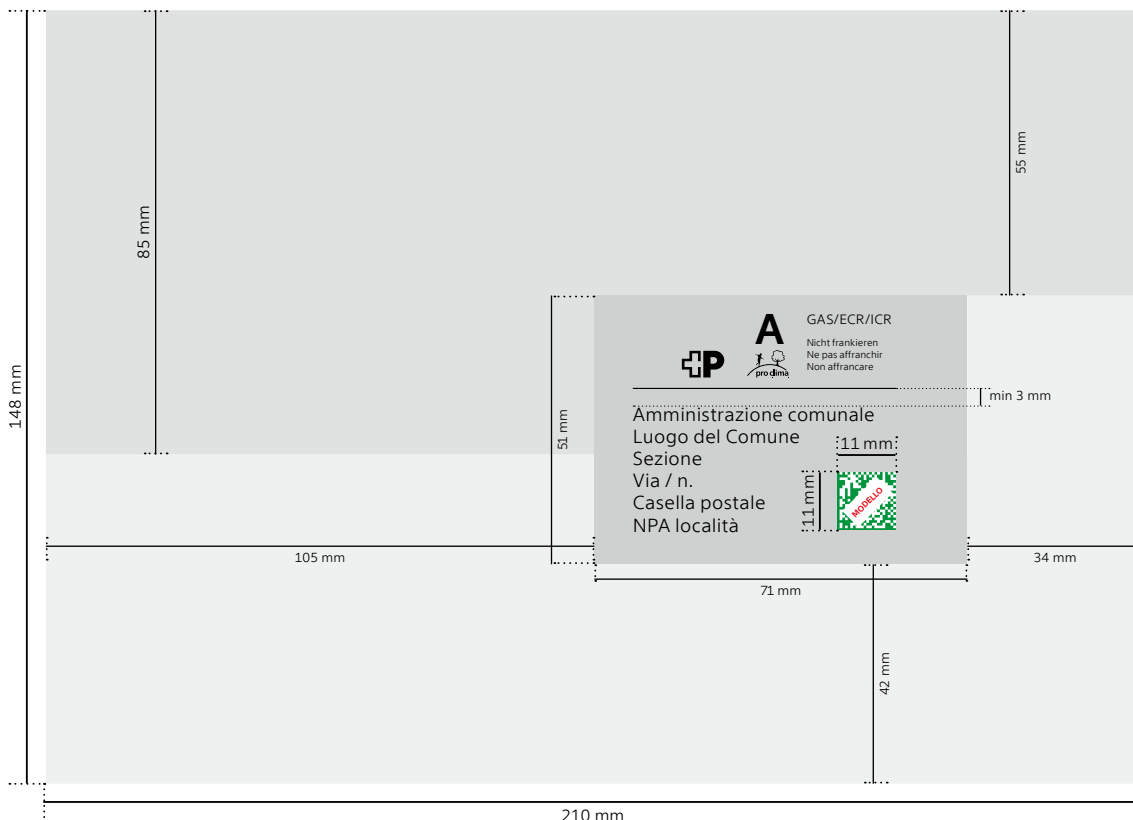 85 mm
55 mm
148 mm
A
GAS/ECR/ICR
P
Nicht frankieren
Ne pas affranchir
Non affrancare
pro clima
min 3 mm
51 mm
Amministrazione comunale
Luogo del Comune
Sezione
Via / n.
Casella postale
NPA località
11 mm
11 mm
MODELLO
105 mm
71 mm
34 mm
42 mm
210 mm